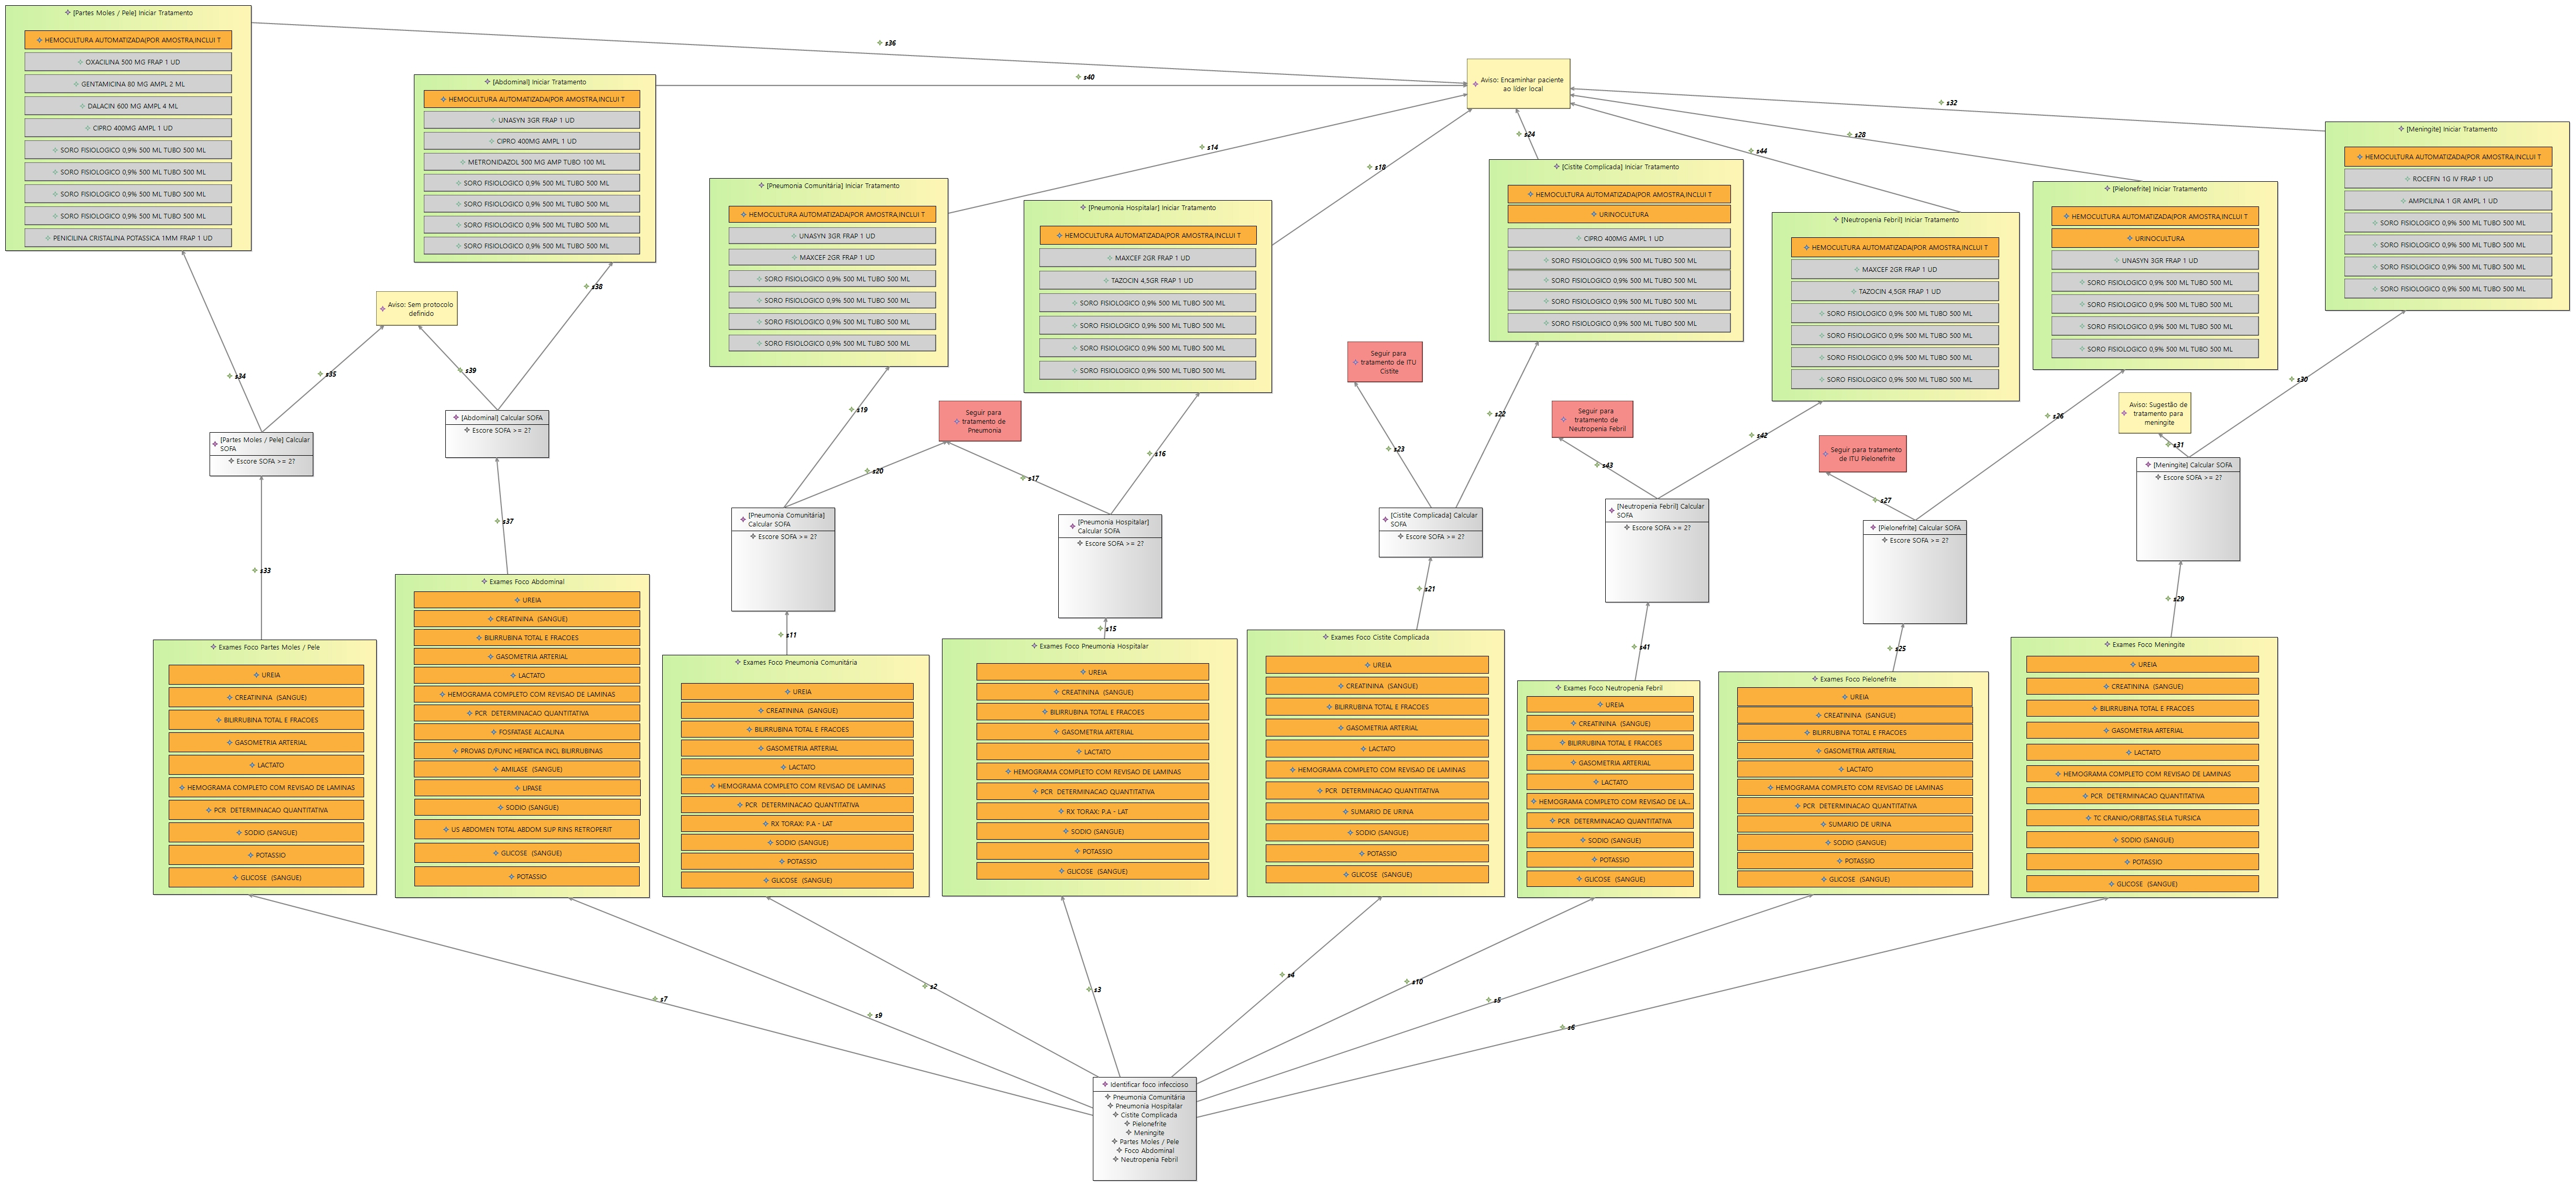 [Partes Moles / Pele] Iniciar Tratamento
HEMOCULTURA AUTOMATIZADA(POR AMOSTRA,INCLUI T
OXACILINA 500 MG FRAP 1 UD
GENTAMICINA 80 MG AMPL 2 ML
DALACIN 600 MG AMPL 4 ML
CIPRO 400MG AMPL 1 UD
SORO FISIOLOGICO 0,9% 500 ML TUBO 500 ML
SORO FISIOLOGICO 0,9% 500 ML TUBO 500 ML
SORO FISIOLOGICO 0,9% 500 ML TUBO 500 ML
SORO FISIOLOGICO 0,9% 500 ML TUBO 500 ML
PENICILINA CRISTALINA POTASSICA 1MM FRAP 1 UD
s36
[Abdominal] Iniciar Tratamento
HEMOCULTURA AUTOMATIZADA(POR AMOSTRA,INCLUI T
UNASYN 3GR FRAP 1 UD
CIPRO 400MG AMPL 1 UD
METRONIDAZOL 500 MG AMP TUBO 100 ML
SORO FISIOLOGICO 0,9% 500 ML TUBO 500 ML
SORO FISIOLOGICO 0,9% 500 ML TUBO 500 ML
SORO FISIOLOGICO 0,9% 500 ML TUBO 500 ML
SORO FISIOLOGICO 0,9% 500 ML TUBO 500 ML
s40
Aviso: Encaminhar paciente
ao líder local
s32
s14
s18
s24
s44
s28
[Pneumonia Comunitária] Iniciar Tratamento
HEMOCULTURA AUTOMATIZADA(POR AMOSTRA,INCLUI T
UNASYN 3GR FRAP 1 UD
MAXCEF 2GR FRAP 1 UD
SORO FISIOLOGICO 0,9% 500 ML TUBO 500 ML
SORO FISIOLOGICO 0,9% 500 ML TUBO 500 ML
SORO FISIOLOGICO 0,9% 500 ML TUBO 500 ML
SORO FISIOLOGICO 0,9% 500 ML TUBO 500 ML
[Pneumonia Hospitalar] Iniciar Tratamento
HEMOCULTURA AUTOMATIZADA(POR AMOSTRA,INCLUI T
MAXCEF 2GR FRAP 1 UD
TAZOCIN 4,5GR FRAP 1 UD
SORO FISIOLOGICO 0,9% 500 ML TUBO 500 ML
SORO FISIOLOGICO 0,9% 500 ML TUBO 500 ML
SORO FISIOLOGICO 0,9% 500 ML TUBO 500 ML
SORO FISIOLOGICO 0,9% 500 ML TUBO 500 ML
[Cistite Complicada] Iniciar Tratamento
HEMOCULTURA AUTOMATIZADA(POR AMOSTRA,INCLUI T
URINOCULTURA
CIPRO 400MG AMPL 1 UD
SORO FISIOLOGICO 0,9% 500 ML TUBO 500 ML
SORO FISIOLOGICO 0,9% 500 ML TUBO 500 ML
SORO FISIOLOGICO 0,9% 500 ML TUBO 500 ML
SORO FISIOLOGICO 0,9% 500 ML TUBO 500 ML
[Neutropenia Febril] Iniciar Tratamento
HEMOCULTURA AUTOMATIZADA(POR AMOSTRA,INCLUI T
MAXCEF 2GR FRAP 1 UD
TAZOCIN 4,5GR FRAP 1 UD
SORO FISIOLOGICO 0,9% 500 ML TUBO 500 ML
SORO FISIOLOGICO 0,9% 500 ML TUBO 500 ML
SORO FISIOLOGICO 0,9% 500 ML TUBO 500 ML
SORO FISIOLOGICO 0,9% 500 ML TUBO 500 ML
[Pielonefrite] Iniciar Tratamento
HEMOCULTURA AUTOMATIZADA(POR AMOSTRA,INCLUI T
URINOCULTURA
UNASYN 3GR FRAP 1 UD
SORO FISIOLOGICO 0,9% 500 ML TUBO 500 ML
SORO FISIOLOGICO 0,9% 500 ML TUBO 500 ML
SORO FISIOLOGICO 0,9% 500 ML TUBO 500 ML
SORO FISIOLOGICO 0,9% 500 ML TUBO 500 ML
[Meningite] Iniciar Tratamento
HEMOCULTURA AUTOMATIZADA(POR AMOSTRA,INCLUI T
ROCEFIN 1G IV FRAP 1 UD
AMPICILINA 1 GR AMPL 1 UD
SORO FISIOLOGICO 0,9% 500 ML TUBO 500 ML
SORO FISIOLOGICO 0,9% 500 ML TUBO 500 ML
SORO FISIOLOGICO 0,9% 500 ML TUBO 500 ML
SORO FISIOLOGICO 0,9% 500 ML TUBO 500 ML
Aviso: Sem protocolo
definido
s34
s35
s39
s38
s19
s20
s17
s16
s23
s22
s43
s42
s27
s26
s31
s30
Seguir para
tratamento de
Pneumonia
Seguir para
tratamento de ITU
Cistite
Seguir para
tratamento de
Neutropenia Febril
Seguir para tratamento
de ITU Pielonefrite
Aviso: Sugestão de
tratamento para
meningite
[Partes Moles / Pele] Calcular
SOFA
Escore SOFA >= 2?
[Abdominal] Calcular SOFA
Escore SOFA >= 2?
[Pneumonia Comunitária]
Calcular SOFA
Escore SOFA >= 2?
[Pneumonia Hospitalar]
Calcular SOFA
Escore SOFA >= 2?
[Cistite Complicada] Calcular
SOFA
Escore SOFA >= 2?
[Neutropenia Febril] Calcular
SOFA
Escore SOFA >= 2?
[Pielonefrite] Calcular SOFA
Escore SOFA >= 2?
[Meningite] Calcular SOFA
Escore SOFA >= 2?
s33
s37
s11
s15
s21
s41
s25
s29
Exames Foco Partes Moles / Pele
UREIA
CREATININA (SANGUE)
BILIRRUBINA TOTAL E FRACOES
GASOMETRIA ARTERIAL
LACTATO
HEMOGRAMA COMPLETO COM REVISAO DE LAMINAS
PCR DETERMINACAO QUANTITATIVA
SODIO (SANGUE)
POTASSIO
GLICOSE (SANGUE)
Exames Foco Abdominal
UREIA
CREATININA (SANGUE)
BILIRRUBINA TOTAL E FRACOES
GASOMETRIA ARTERIAL
LACTATO
HEMOGRAMA COMPLETO COM REVISAO DE LAMINAS
PCR DETERMINACAO QUANTITATIVA
FOSFATASE ALCALINA
PROVAS D/FUNC HEPATICA INCL BILIRRUBINAS
AMILASE (SANGUE)
LIPASE
SODIO (SANGUE)
US ABDOMEN TOTAL ABDOM SUP RINS RETROPERIT
GLICOSE (SANGUE)
POTASSIO
Exames Foco Pneumonia Comunitária
UREIA
CREATININA (SANGUE)
BILIRRUBINA TOTAL E FRACOES
GASOMETRIA ARTERIAL
LACTATO
HEMOGRAMA COMPLETO COM REVISAO DE LAMINAS
PCR DETERMINACAO QUANTITATIVA
RX TORAX: P.A - LAT
SODIO (SANGUE)
POTASSIO
GLICOSE (SANGUE)
Exames Foco Pneumonia Hospitalar
UREIA
CREATININA (SANGUE)
BILIRRUBINA TOTAL E FRACOES
GASOMETRIA ARTERIAL
LACTATO
HEMOGRAMA COMPLETO COM REVISAO DE LAMINAS
PCR DETERMINACAO QUANTITATIVA
RX TORAX: P.A - LAT
SODIO (SANGUE)
POTASSIO
GLICOSE (SANGUE)
Exames Foco Cistite Complicada
UREIA
CREATININA (SANGUE)
BILIRRUBINA TOTAL E FRACOES
GASOMETRIA ARTERIAL
LACTATO
HEMOGRAMA COMPLETO COM REVISAO DE LAMINAS
PCR DETERMINACAO QUANTITATIVA
SUMARIO DE URINA
SODIO (SANGUE)
POTASSIO
GLICOSE (SANGUE)
Exames Foco Neutropenia Febril
UREIA
CREATININA (SANGUE)
BILIRRUBINA TOTAL E FRACOES
GASOMETRIA ARTERIAL
LACTATO
HEMOGRAMA COMPLETO COM REVISAO DE LA...
PCR DETERMINACAO QUANTITATIVA
SODIO (SANGUE)
POTASSIO
GLICOSE (SANGUE)
Exames Foco Pielonefrite
UREIA
CREATININA (SANGUE)
BILIRRUBINA TOTAL E FRACOES
GASOMETRIA ARTERIAL
LACTATO
HEMOGRAMA COMPLETO COM REVISAO DE LAMINAS
PCR DETERMINACAO QUANTITATIVA
SUMARIO DE URINA
SODIO (SANGUE)
POTASSIO
GLICOSE (SANGUE)
Exames Foco Meningite
UREIA
CREATININA (SANGUE)
BILIRRUBINA TOTAL E FRACOES
GASOMETRIA ARTERIAL
LACTATO
HEMOGRAMA COMPLETO COM REVISAO DE LAMINAS
PCR DETERMINACAO QUANTITATIVA
TC CRANIO/ORBITAS,SELA TURSICA
SODIO (SANGUE)
POTASSIO
GLICOSE (SANGUE)
s7
s9
s2
s3
s4
s10
s5
s6
Identificar foco infeccioso
Pneumonia Comunitária
Pneumonia Hospitalar
Cistite Complicada
Pielonefrite
Meningite
Partes Moles / Pele
Foco Abdominal
Neutropenia Febril